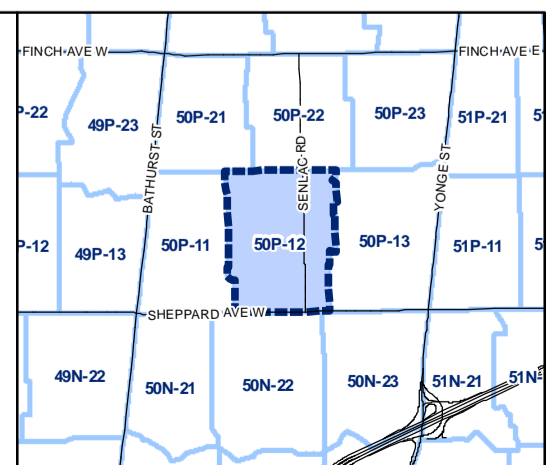 FINCH AVE W
FINCH AVE E
P-22
49P-23
50P-21
50P-22
50P-23
51P-21
51
BATHURST ST
SENLAC RD
YONGE ST
P-12
49P-13
50P-11
50P-12
50P-13
51P-11
5
SHEPPARD AVE W
49N-22
50N-21
50N-22
50N-23
51N-21
51N-